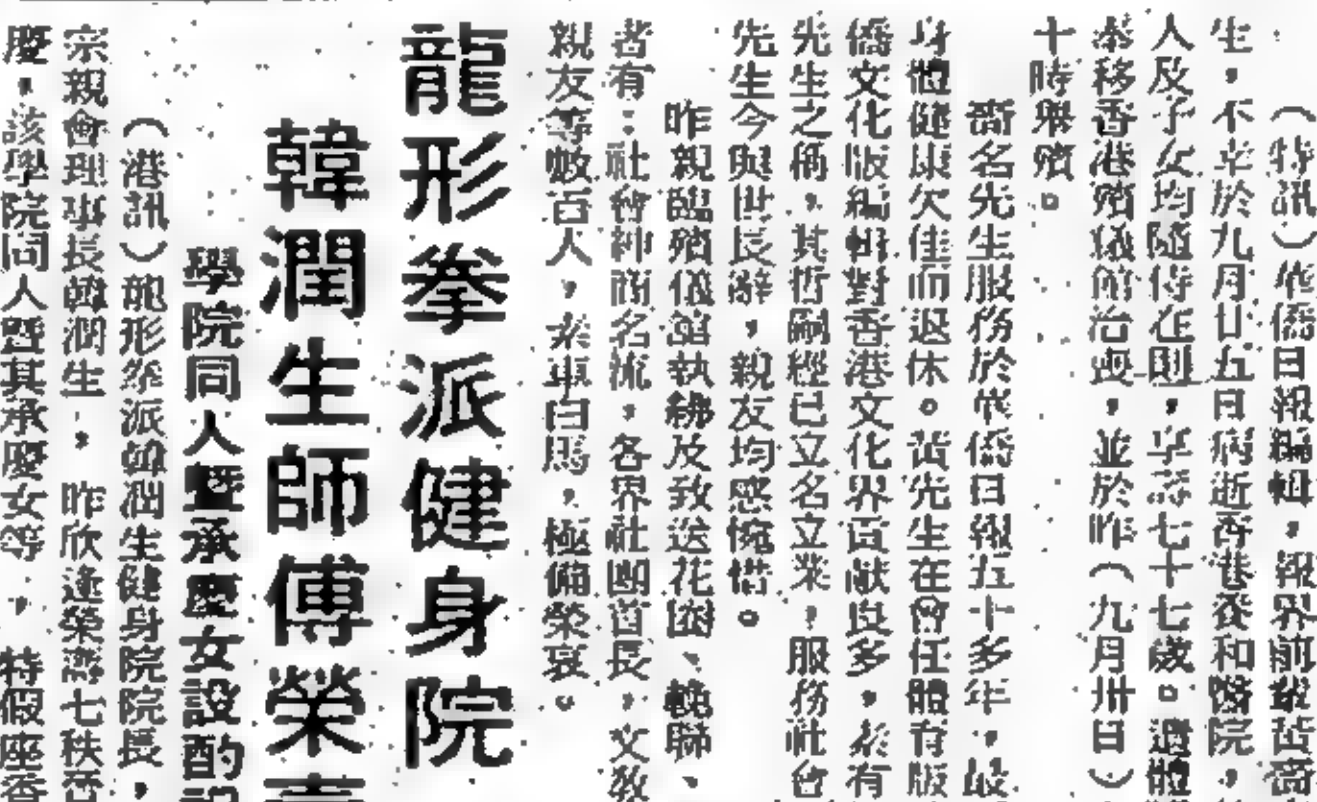 （特訊）華僑日報編輯，報界前輩黃嗇
生，不幸於九月廿五日病逝香港養和醫院，
人及子女均隨侍在側，享壽七十七歲。遺體
奉移香港殯儀館治喪，並於昨（九月卅日）
十時舉殯。
嗇名先生服務於華僑日報五十多年，最
身體健康欠佳而退休。黃先生在會任體育版
僑文化版編輯對香港文化界貢献良多，素有
先生之稱，其哲嗣經已立名立業，服務社會
先生今與世長辭，親友均感惋惜。
昨親臨殯儀舘執紼及致送花圈、輓聯、
者有：社會紳商名流，各界社團首長，文教
親友等數百人，素車白馬，極備榮哀。
龍形拳派健身院
韓潤生師傅榮壽
學院同人暨承慶女設酌
（港訊）龍形拳派韓潤生健身院院長，
宗親會理事長韓潤生，昨欣逢榮壽七秩晉
慶，該學院同人暨其承慶女等，特假座香